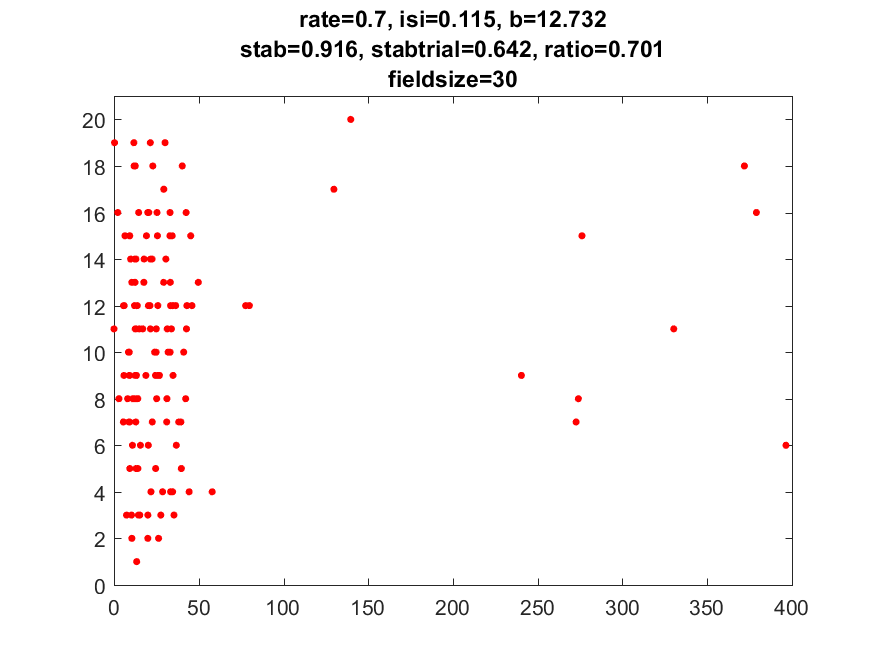 rate=0.7, isi=0.115, b=12.732
stab=0.916, stabtrial=0.642, ratio=0.701
fieldsize=30
20
18
16
14
12
10
8
6
4
2
0
0 50 100 150 200 250 300 350 400